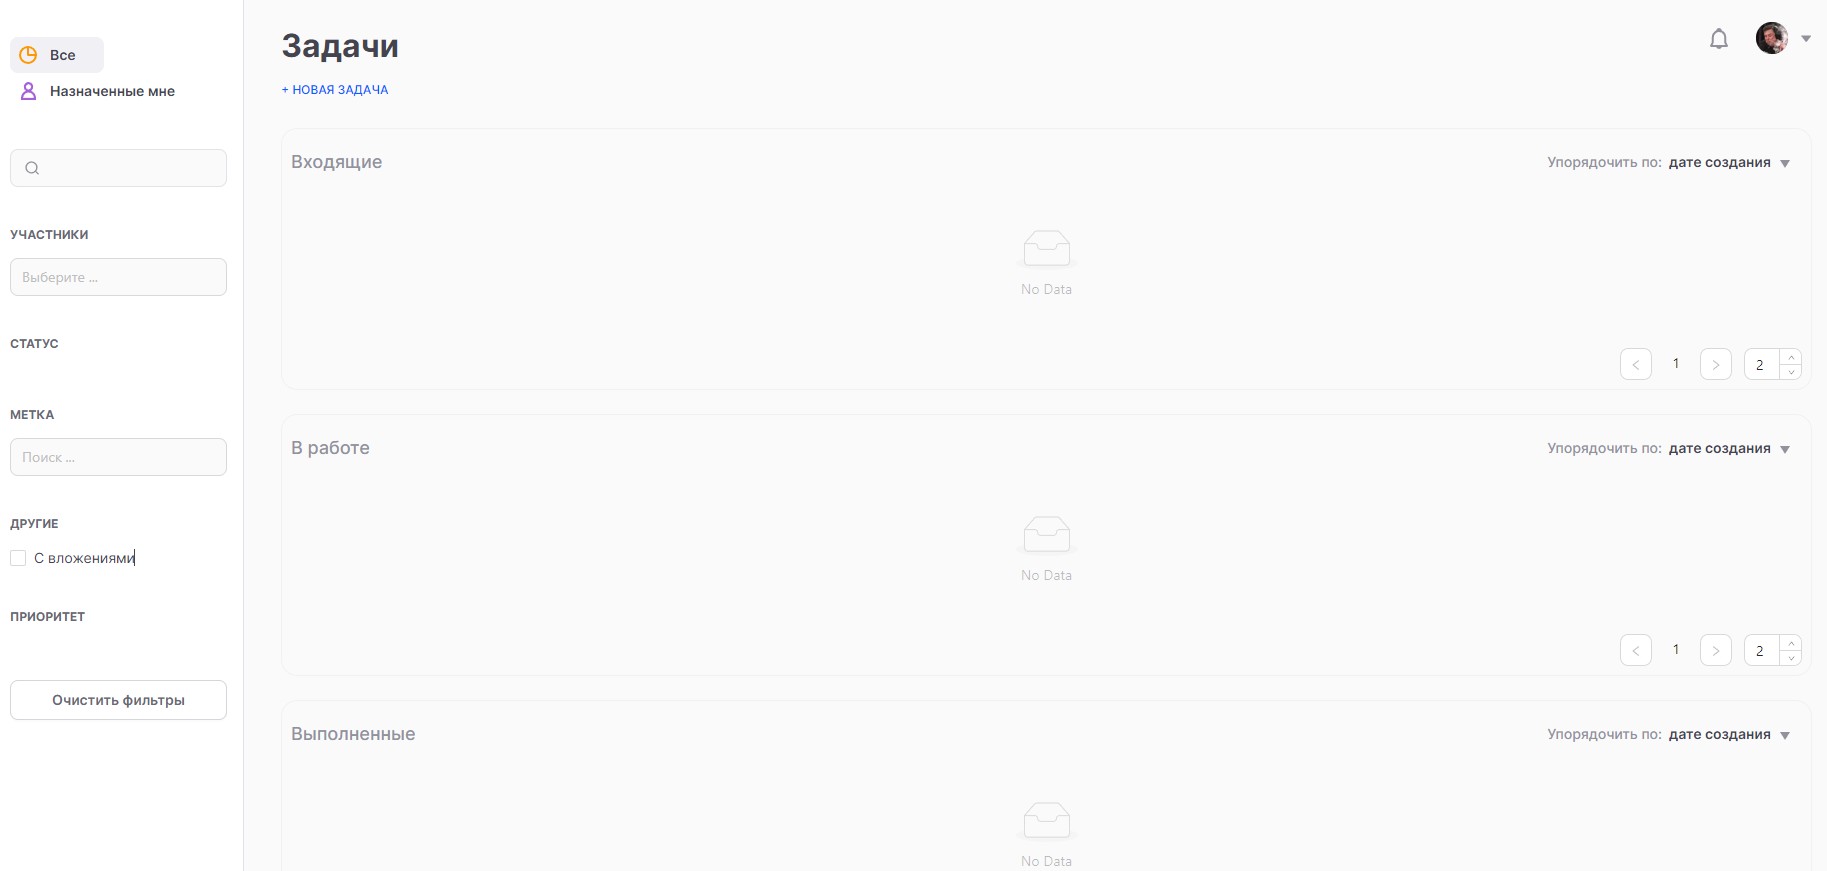 Все
Назначенные мне
УЧАСТНИКИ
Выберите ...
СТАТУС
МЕТКА
Поиск ...
ДРУГИЕ
С вложениями
ПРИОРИТЕТ
Очистить фильтры
Задачи
+ НОВАЯ ЗАДАЧА
Входящие
Упорядочить по: дате создания
No Data
1
2
В работе
Упорядочить по: дате создания
No Data
1
2
Выполненные
Упорядочить по: дате создания
No Data